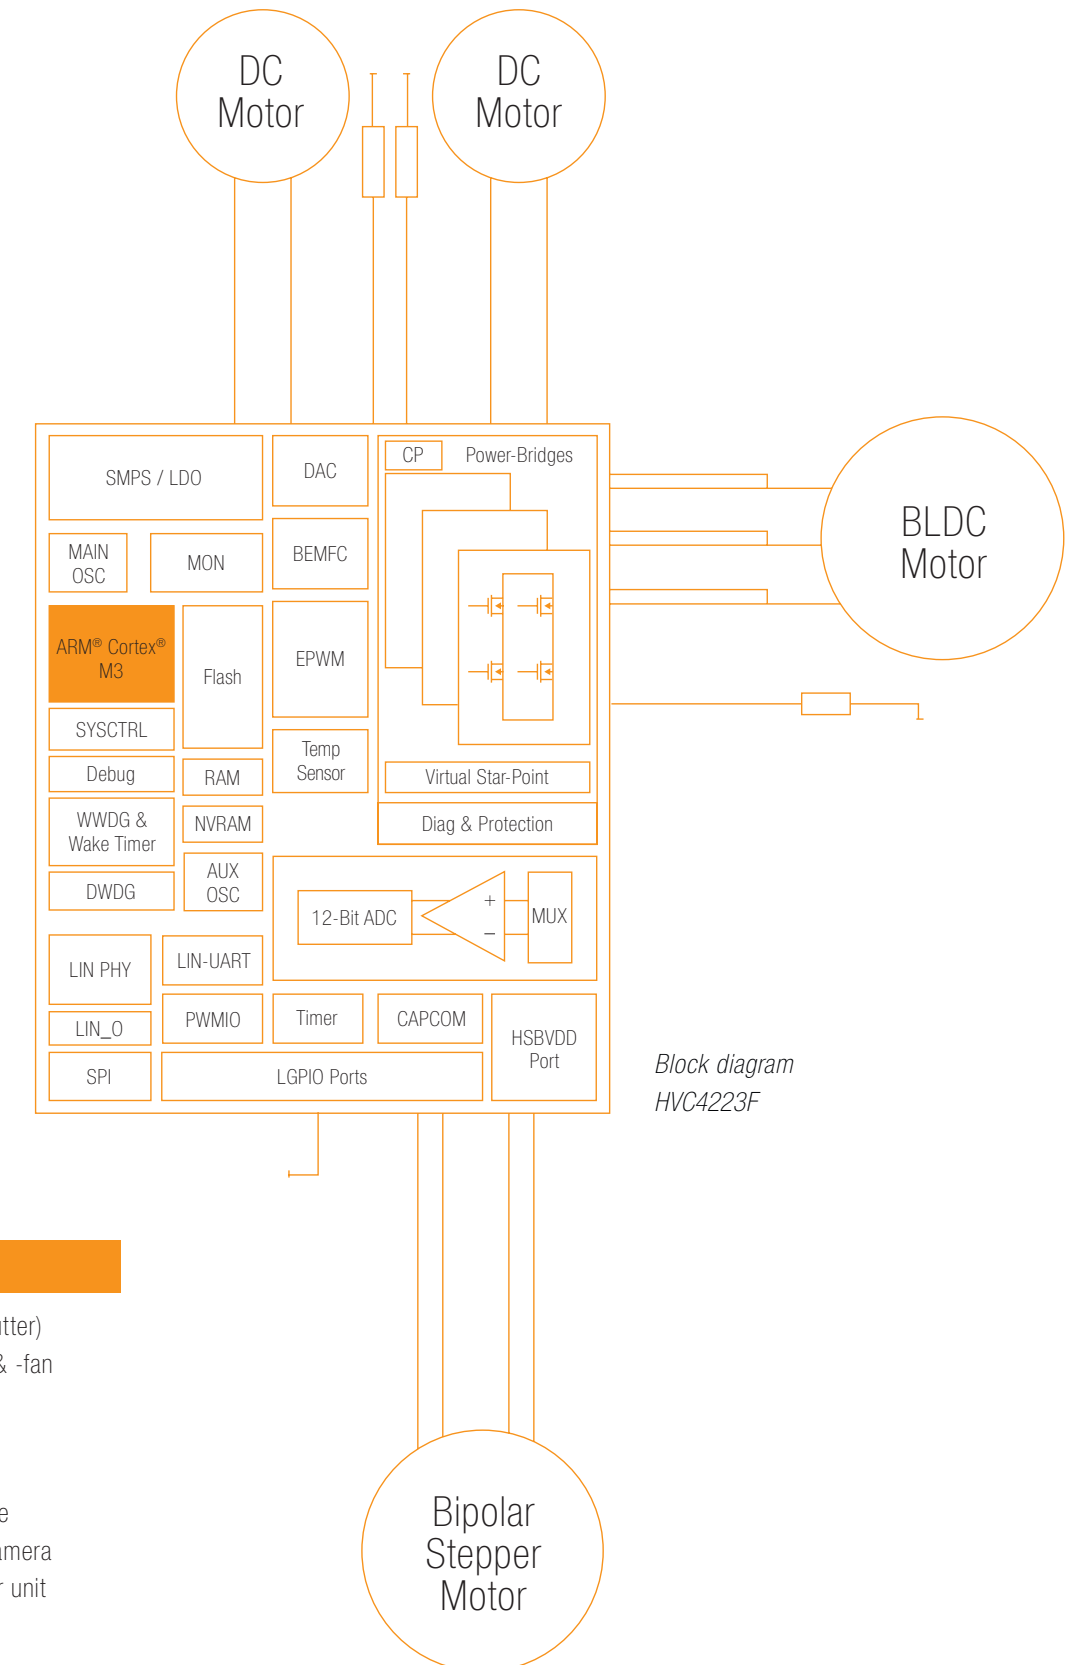 DC
Motor
DC
Motor
SMPS / LDO
DAC
CP
Power-Bridges
MAIN
OSC
MON
BEMFC
BLDC
Motor
ARM® Cortex®
M3
Flash
EPWM
SYSCTRL
Temp
Sensor
Debug
RAM
Virtual Star-Point
WWDG &
Wake Timer
NVRAM
Diag & Protection
DWDG
AUX
OSC
12-Bit ADC
+
−
MUX
LIN PHY
LIN-UART
LIN_O
PWMIO
Timer
CAPCOM
HSBVDD
Port
SPI
LGPIO Ports
Block diagram
HVC4223F
& -fan
unit
Bipolar
Stepper
Motor